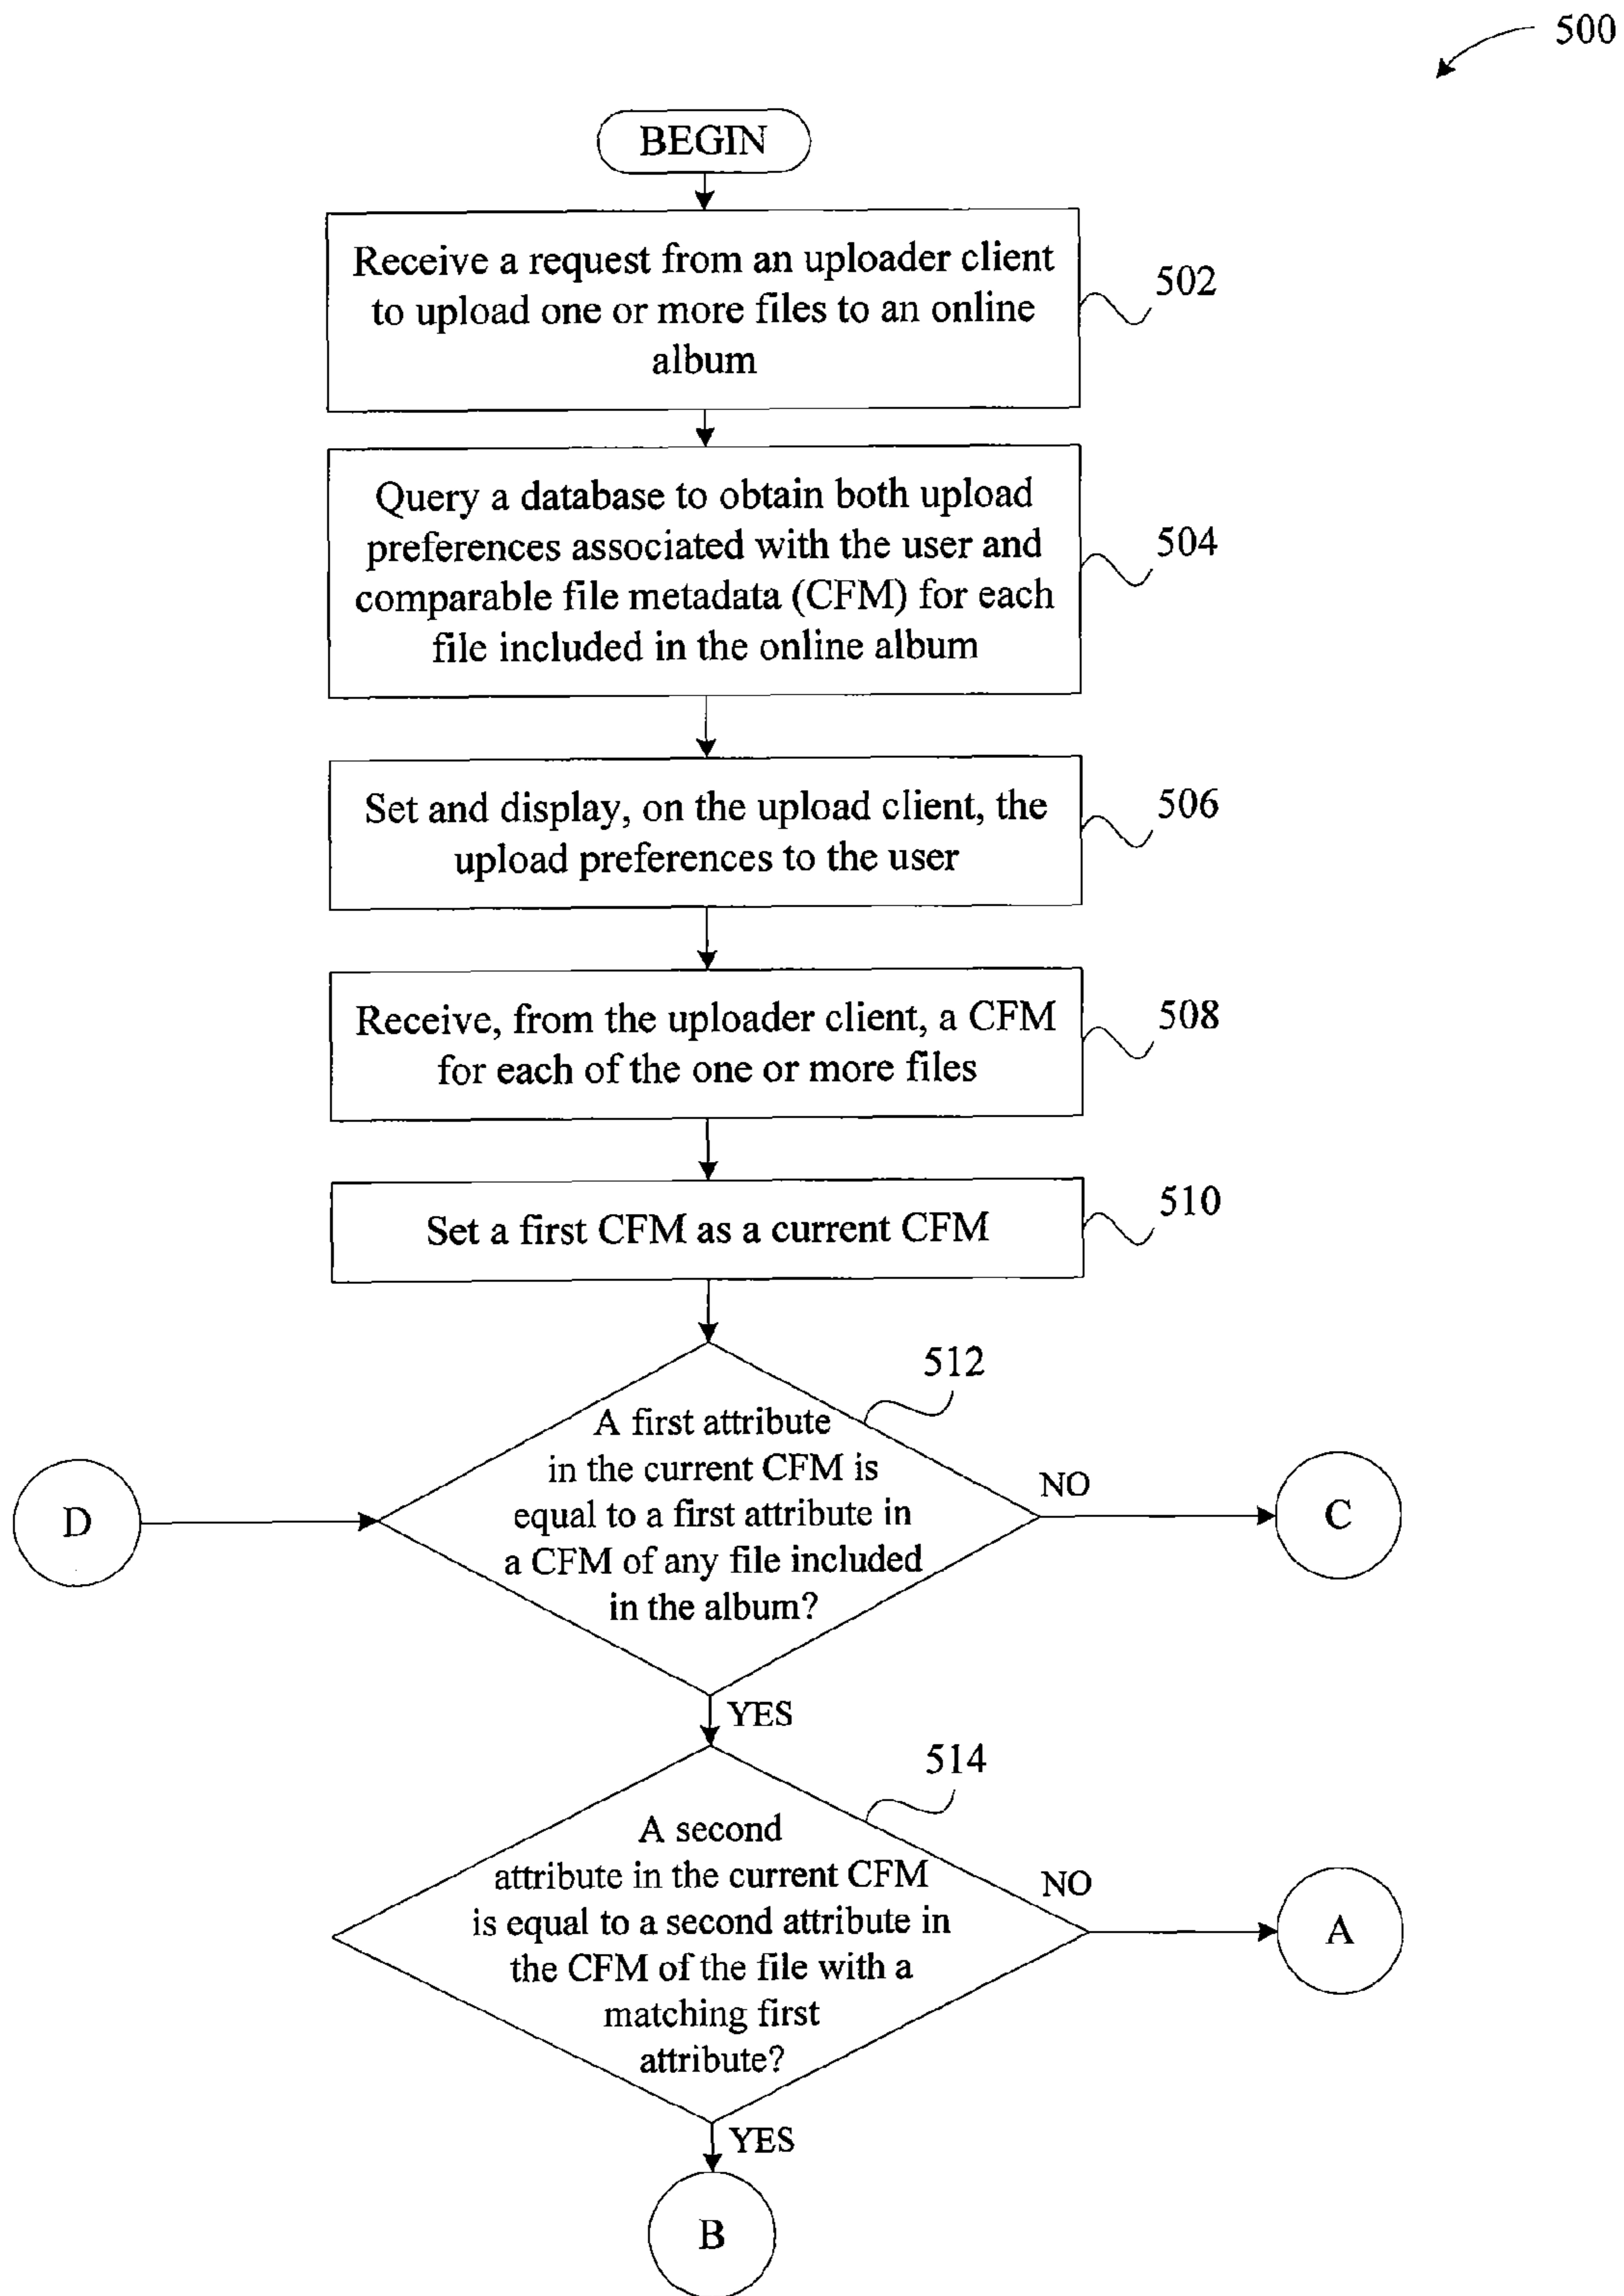 500
BEGIN
Receive a request from an uploader client
to upload one or more files to an online
album
502
Query a database to obtain both upload
preferences associated with the user and
comparable file metadata (CFM) for each
file included in the online album
504
Set and display, on the upload client, the
upload preferences to the user
506
Receive, from the uploader client, a CFM
for each of the one or more files
508
Set a first CFM as a current CFM
510
512
A first attribute
in the current CFM is
equal to a first attribute in
a CFM of any file included
in the album?
D
NO
C
YES
514
A second
attribute in the current CFM
is equal to a second attribute in
the CFM of the file with a
matching first
attribute?
NO
A
YES
B